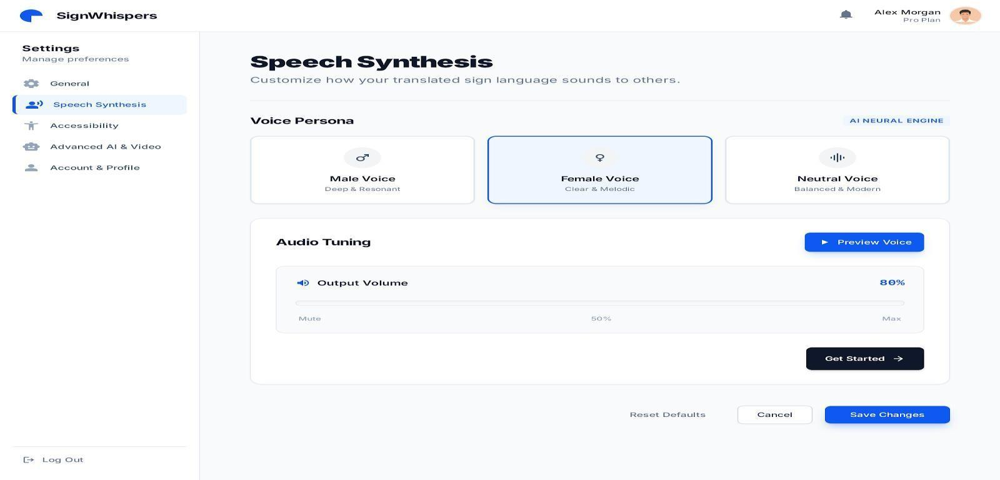 SignWhispers
Alex Morgan
Pro Plan
Settings
Manage preferences
General
Speech Synthesis
Accessibility
Advanced AI & Video
Account & Profile
Log Out
Speech Synthesis
Customize how your translated sign language sounds to others.
Voice Persona
AI NEURAL ENGINE
Male Voice
Deep & Resonant
Female Voice
Clear & Melodic
Neutral Voice
Balanced & Modern
Audio Tuning
Preview Voice
Output Volume
80%
Mute
50%
Max
Get Started
Reset Defaults
Cancel
Save Changes